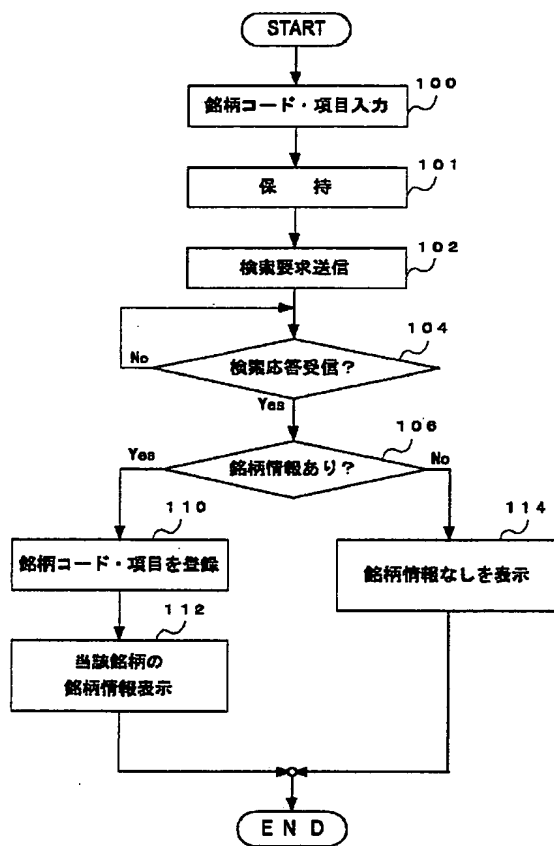 START
100
銘柄コード・項目入力
101
保 持
102
検索要求送信
104
No
検索応答受信？
Yes
106
Yes
銘柄情報あり？
No
110
114
銘柄コード・項目を登録
銘柄情報なしを表示
112
当該銘柄の
銘柄情報表示
END